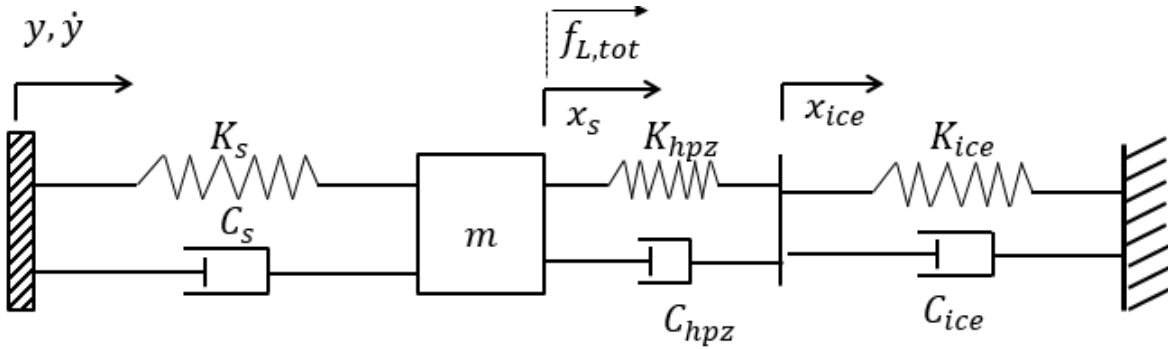 y, ẏ
f_{L,tot}
x_s
x_{ice}
K_s
K_{hpz}
K_{ice}
C_s
m
C_{hpz}
C_{ice}